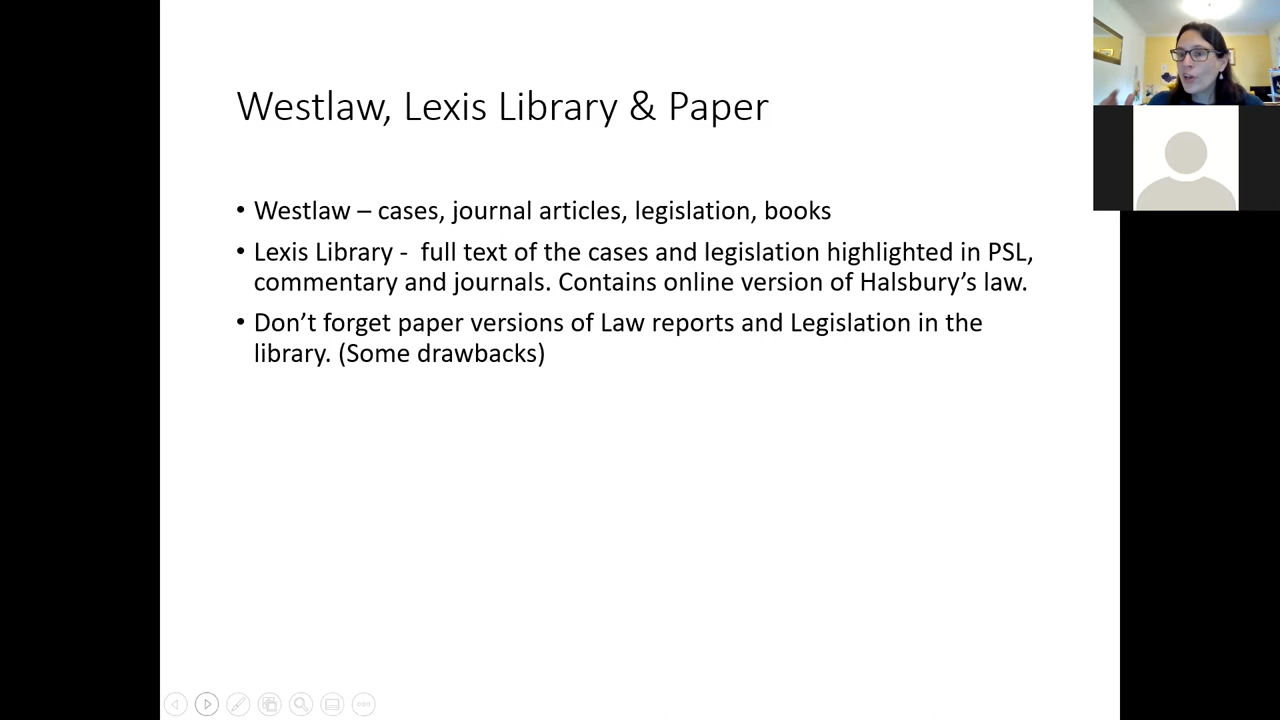 Westlaw, Lexis Library & Paper
• Westlaw – cases, journal articles, legislation, books
• Lexis Library -  full text of the cases and legislation highlighted in PSL,
commentary and journals. Contains online version of Halsbury’s law.
• Don’t forget paper versions of Law reports and Legislation in the
library. (Some drawbacks)